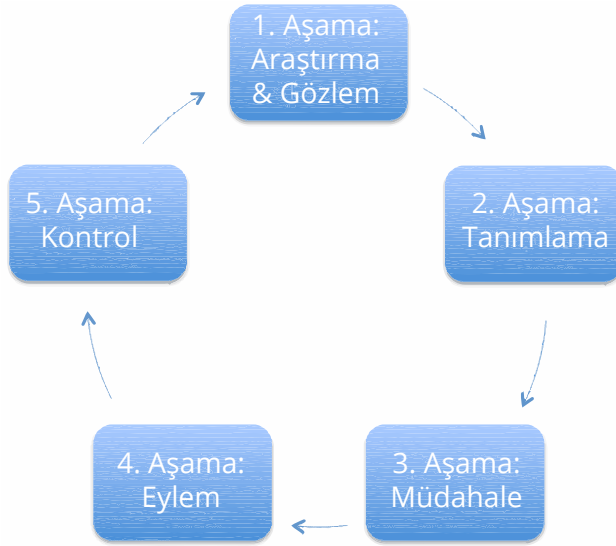 1. Aşama:
Araştırma
& Gözlem
2. Aşama:
Tanımlama
3. Aşama:
Müdahale
4. Aşama:
Eylem
5. Aşama:
Kontrol